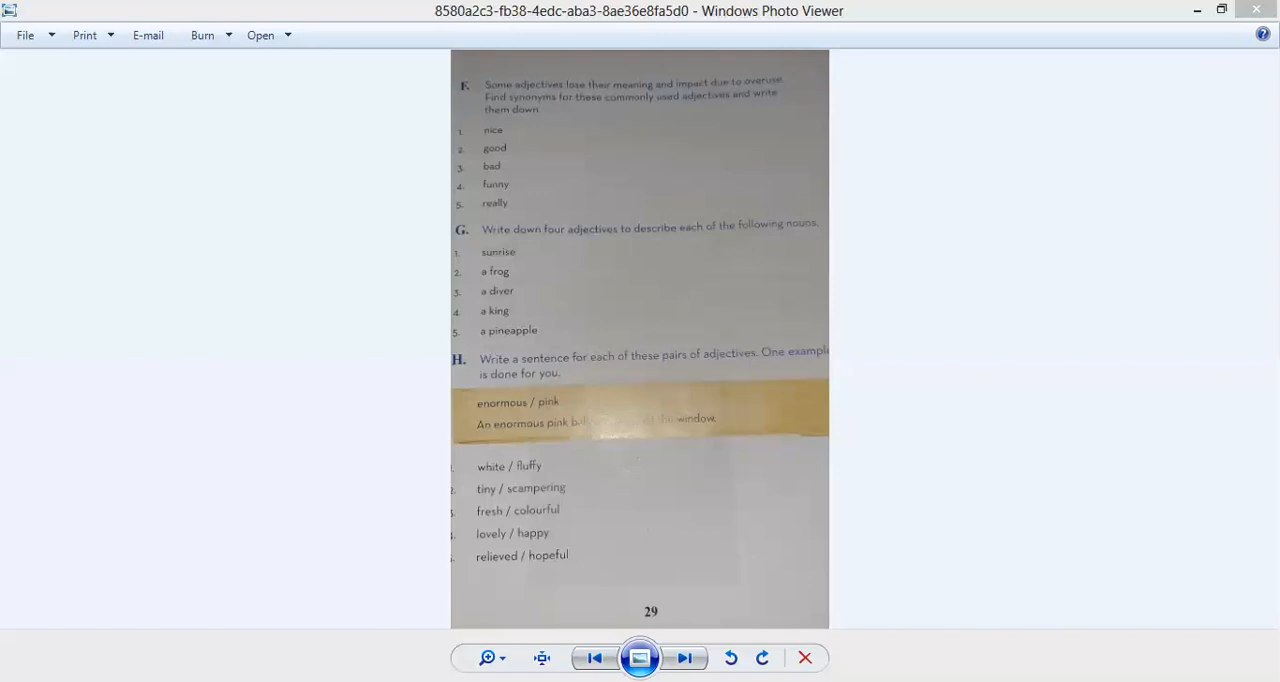 8580a2c3-fb38-4edc-aba3-8ae36e8fa5d0 - Windows Photo Viewer
File Print E-mail Burn Open
F. Some adjectives lose their meaning and impact due to overuse.
Find synonyms for these commonly used adjectives and write
them down.
1. nice
2. good
3. bad
4. funny
5. really
G. Write down four adjectives to describe each of the following nouns.
1. sunrise
2. a frog
3. a diver
4. a king
5. a pineapple
H. Write a sentence for each of these pairs of adjectives. One example
is done for you.
enormous / pink
An enormous pink window.
white / fluffy
2. tiny / scampering
3. fresh / colourful
lovely / happy
relieved / hopeful
29